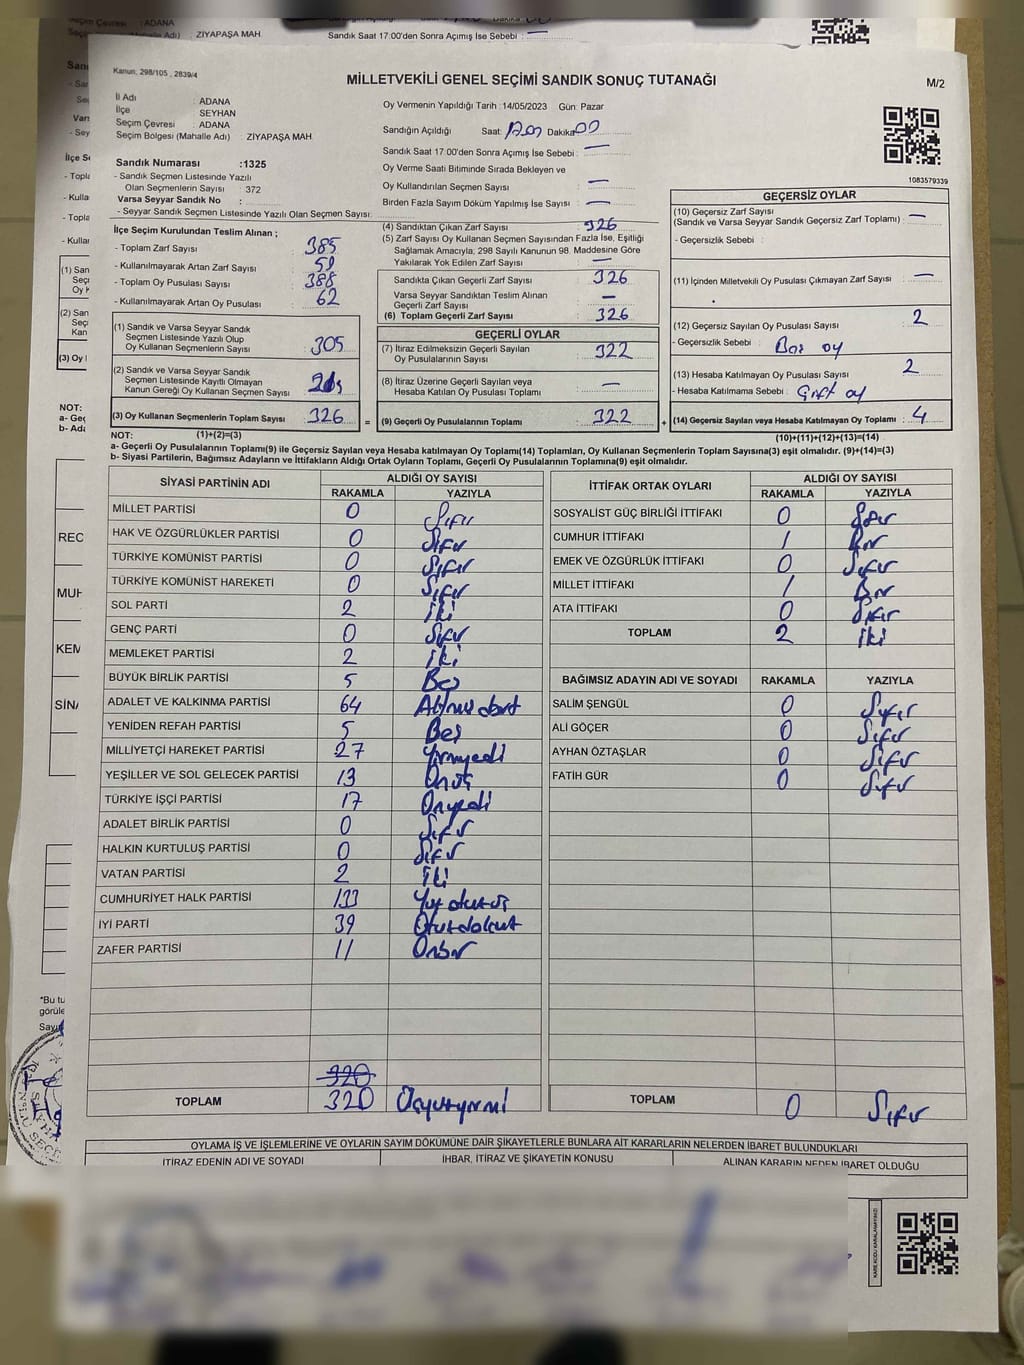 Seçim Çevresi : ADANA
ZİYAPAŞA MAH.
Sandık Saat 17:00'den Sonra Açımış İse Sebebi :
Kanun; 298/105 , 2839/4
MİLLETVEKİLİ GENEL SEÇİMİ SANDIK SONUÇ TUTANAĞI
M/2
İl Adı : ADANA
İlçe : SEYHAN
Seçim Çevresi : ADANA
Seçim Bölgesi (Mahalle Adı) : ZİYAPAŞA MAH
Oy Vermenin Yapıldığı Tarih :14/05/2023 Gün: Pazar
Sandığın Açıldığı Saat: Dakika 00
Sandık Saat 17:00'den Sonra Açımış İse Sebebi : —
Oy Verme Saati Bitiminde Sırada Bekleyen ve
Oy Kullandırılan Seçmen Sayısı : —
Birden Fazla Sayım Döküm Yapılmış İse Sayısı : —
1083579339
Sandık Numarası :1325
- Sandık Seçmen Listesinde Yazılı
Olan Seçmenlerin Sayısı : 372
Varsa Seyyar Sandık No :
- Seyyar Sandık Seçmen Listesinde Yazılı Olan Seçmen Sayısı:
İlçe Seçim Kurulundan Teslim Alınan ;
- Toplam Zarf Sayısı : 385
- Kullanılmayarak Artan Zarf Sayısı : 59
- Toplam Oy Pusulası Sayısı : 388
- Kullanılmayarak Artan Oy Pusulası : 62
(1) Sandık ve Varsa Seyyar Sandık
Seçmen Listesinde Yazılı Olup
Oy Kullanan Seçmenlerin Sayısı : 305
(2) Sandık ve Varsa Seyyar Sandık
Seçmen Listesinde Kayıtlı Olmayan
Kanun Gereği Oy Kullanan Seçmen Sayısı :
(3) Oy Kullanan Seçmenlerin Toplam Sayısı : 326
(4) Sandıktan Çıkan Zarf Sayısı : 326
(5) Zarf Sayısı Oy Kullanan Seçmen Sayısından Fazla İse, Eşitliği
Sağlamak Amacıyla, 298 Sayılı Kanunun 98. Maddesine Göre
Yakılarak Yok Edilen Zarf Sayısı : —
Sandıkta Çıkan Geçerli Zarf Sayısı : 326
Varsa Seyyar Sandıktan Teslim Alınan
Geçerli Zarf Sayısı : —
(6) Toplam Geçerli Zarf Sayısı : 326
GEÇERLİ OYLAR
(7) İtiraz Edilmeksizin Geçerli Sayılan
Oy Pusulalarının Sayısı : 322
(8) İtiraz Üzerine Geçerli Sayılan veya
Hesaba Katılan Oy Pusulası Sayısı : —
= (9) Geçerli Oy Pusulalarının Toplamı : 322
GEÇERSİZ OYLAR
(10) Geçersiz Zarf Sayısı
(Sandık ve Varsa Seyyar Sandık Geçersiz Zarf Toplamı) : —
- Geçersizlik Sebebi :
(11) İçinden Milletvekili Oy Pusulası Çıkmayan Zarf Sayısı : —
(12) Geçersiz Sayılan Oy Pusulası Sayısı : 2
- Geçersizlik Sebebi : Boş oy
(13) Hesaba Katılmayan Oy Pusulası Sayısı : 2
- Hesaba Katılmama Sebebi : Çift oy
+ (14) Geçersiz Sayılan veya Hesaba Katılmayan Oy Toplamı : 4
NOT: (1)+(2)=(3)
(10)+(11)+(12)+(13)=(14)
a- Geçerli Oy Pusulalarının Toplamı(9) ile Geçersiz Sayılan veya Hesaba katılmayan Oy Toplamı(14) Toplamları, Oy Kullanan Seçmenlerin Toplam Sayısına(3) eşit olmalıdır. (9)+(14)=(3)
b- Siyasi Partilerin, Bağımsız Adayların ve İttifakların Aldığı Ortak Oyların Toplamı, Geçerli Oy Pusulalarının Toplamına(9) eşit olmalıdır.
SİYASİ PARTİNİN ADI ALDIĞI OY SAYISI
RAKAMLA YAZIYLA
MİLLET PARTİSİ 0 Sıfır
HAK VE ÖZGÜRLÜKLER PARTİSİ 0 Sıfır
TÜRKİYE KOMÜNİST PARTİSİ 0 Sıfır
TÜRKİYE KOMÜNİST HAREKETİ 0 Sıfır
SOL PARTİ 2 İki
GENÇ PARTİ 0 Sıfır
MEMLEKET PARTİSİ 2 İki
BÜYÜK BİRLİK PARTİSİ 5 Beş
ADALET VE KALKINMA PARTİSİ 64 Altmış dört
YENİDEN REFAH PARTİSİ 5 Beş
MİLLİYETÇİ HAREKET PARTİSİ 27 Yirmiyedi
YEŞİLLER VE SOL GELECEK PARTİSİ 13 Onüç
TÜRKİYE İŞÇİ PARTİSİ 17 Onyedi
ADALET BİRLİK PARTİSİ 0 Sıfır
HALKIN KURTULUŞ PARTİSİ 0 Sıfır
VATAN PARTİSİ 2 İki
CUMHURİYET HALK PARTİSİ 133
İYİ PARTİ 39 Otuzdokuz
ZAFER PARTİSİ 11 Onbir
320
TOPLAM 320 Üçyüzyirmi
İTTİFAK ORTAK OYLARI ALDIĞI OY SAYISI
RAKAMLA YAZIYLA
SOSYALİST GÜÇ BİRLİĞİ İTTİFAKI 0 Sıfır
CUMHUR İTTİFAKI 1 Bir
EMEK VE ÖZGÜRLÜK İTTİFAKI 0 Sıfır
MİLLET İTTİFAKI 1 Bir
ATA İTTİFAKI 0 Sıfır
TOPLAM 2 İki
BAĞIMSIZ ADAYIN ADI VE SOYADI RAKAMLA YAZIYLA
SALİM ŞENGÜL 0 Sıfır
ALİ GÖÇER 0 Sıfır
AYHAN ÖZTAŞLAR 0 Sıfır
FATİH GÜR 0 Sıfır
TOPLAM 0 Sıfır
OYLAMA İŞ VE İŞLEMLERİNE VE OYLARIN SAYIM DÖKÜMÜNE DAİR ŞİKAYETLERLE BUNLARA AİT KARARLARIN NELERDEN İBARET BULUNDUKLARI
İTİRAZ EDENİN ADI VE SOYADI İHBAR, İTİRAZ VE ŞİKAYETİN KONUSU ALINAN KARARIN NEDEN İBARET OLDUĞU
KAREKODU KARALAMAYINIZ!